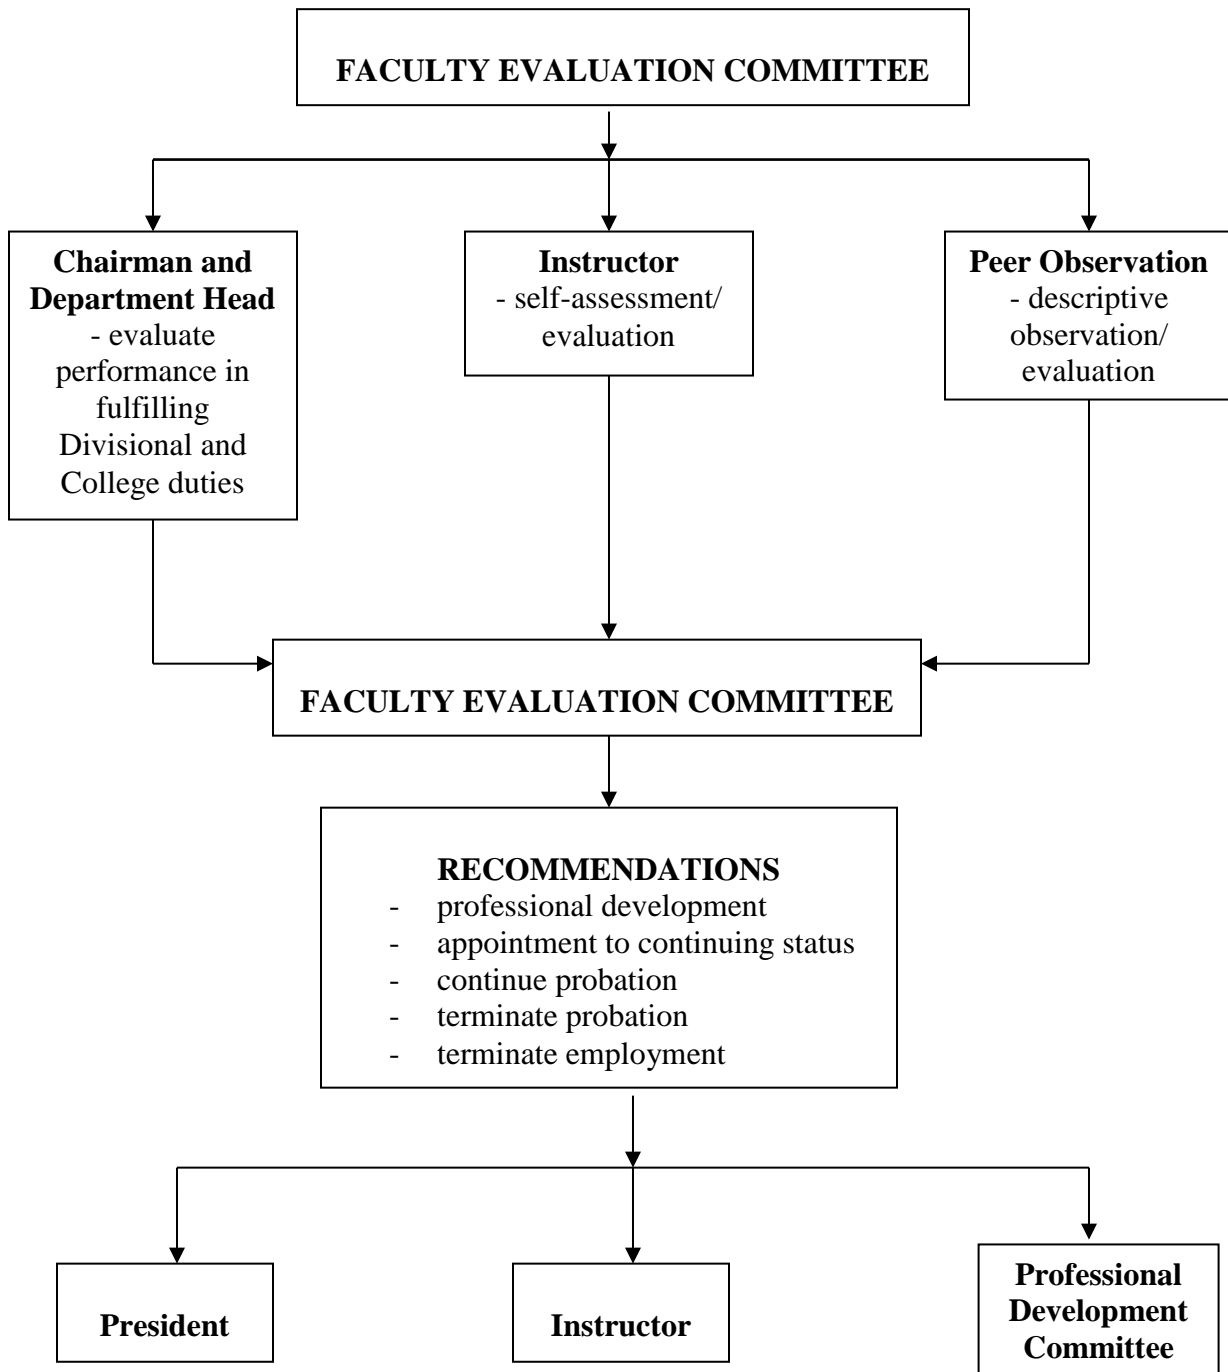 FACULTY EVALUATION COMMITTEE
Chairman and
Department Head
- evaluate
performance in
fulfilling
Divisional and
College duties
Instructor
- self-assessment/
evaluation
Peer Observation
- descriptive
observation/
evaluation
FACULTY EVALUATION COMMITTEE
RECOMMENDATIONS
- professional development
- appointment to continuing status
- continue probation
- terminate probation
- terminate employment
President
Instructor
Professional
Development
Committee